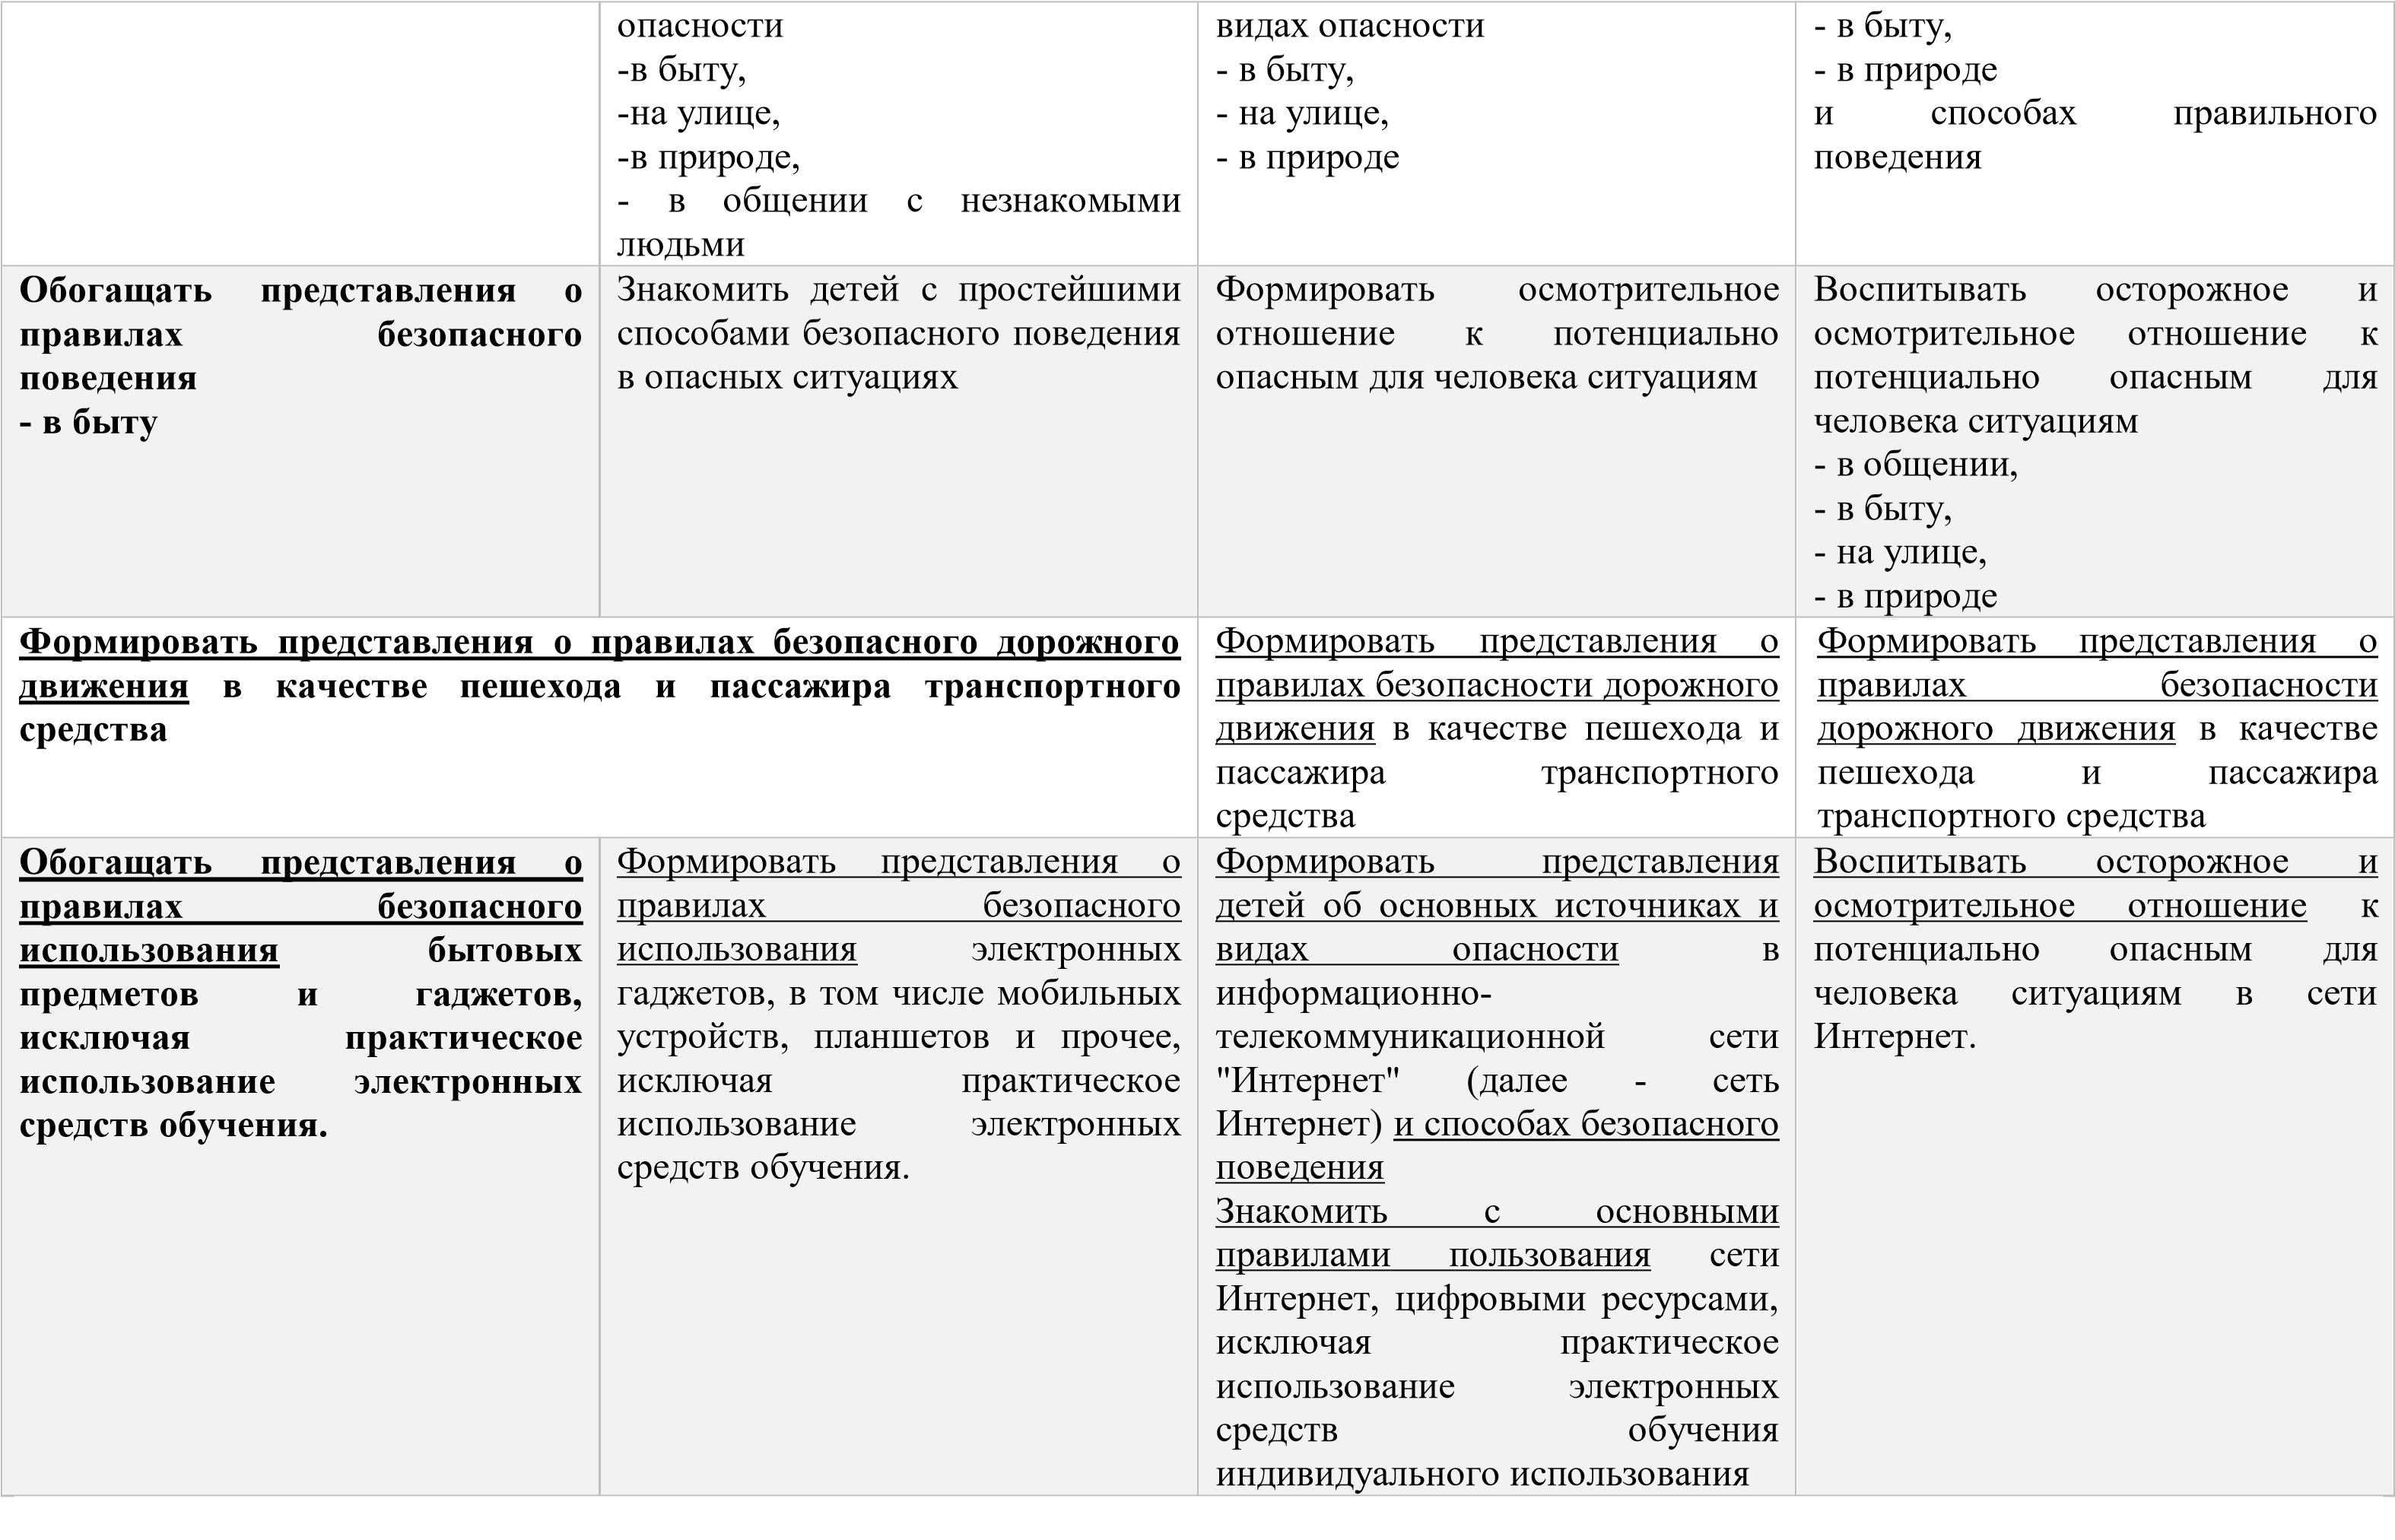 опасности
-в быту,
-на улице,
-в природе,
- в общении с незнакомыми
людьми
видах опасности
- в быту,
- на улице,
- в природе
- в быту,
- в природе
и способах правильного
поведения
Обогащать представления о
правилах безопасного
поведения
- в быту
Знакомить детей с простейшими
способами безопасного поведения
в опасных ситуациях
Формировать осмотрительное
отношение к потенциально
опасным для человека ситуациям
Воспитывать осторожное и
осмотрительное отношение к
потенциально опасным для
человека ситуациям
- в общении,
- в быту,
- на улице,
- в природе
Формировать представления о правилах безопасного дорожного
движения в качестве пешехода и пассажира транспортного
средства
Формировать представления о
правилах безопасности дорожного
движения в качестве пешехода и
пассажира транспортного
средства
Формировать представления о
правилах безопасности
дорожного движения в качестве
пешехода и пассажира
транспортного средства
Обогащать представления о
правилах безопасного
использования бытовых
предметов и гаджетов,
исключая практическое
использование электронных
средств обучения.
Формировать представления о
правилах безопасного
использования электронных
гаджетов, в том числе мобильных
устройств, планшетов и прочее,
исключая практическое
использование электронных
средств обучения.
Формировать представления
детей об основных источниках и
видах опасности в
информационно-
телекоммуникационной сети
"Интернет" (далее - сеть
Интернет) и способах безопасного
поведения
Знакомить с основными
правилами пользования сети
Интернет, цифровыми ресурсами,
исключая практическое
использование электронных
средств обучения
индивидуального использования
Воспитывать осторожное и
осмотрительное отношение к
потенциально опасным для
человека ситуациям в сети
Интернет.